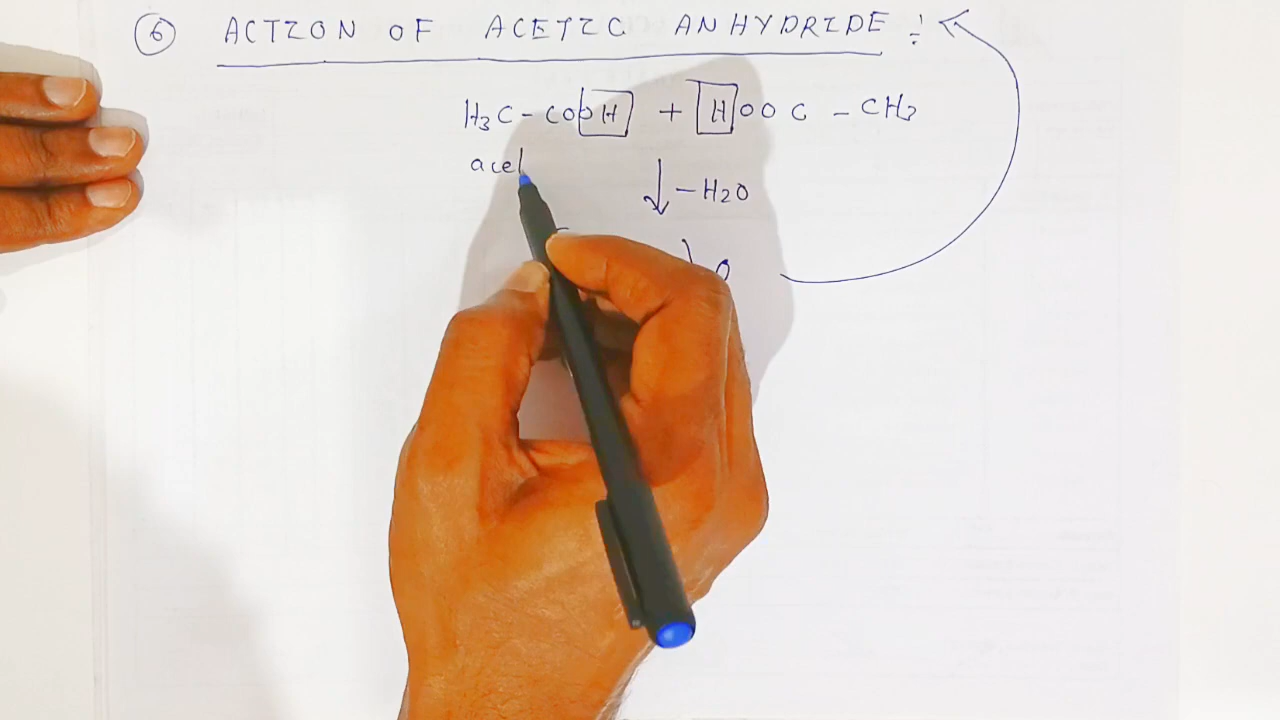 6 ACTION OF ACETIC ANHYDRIDE :
H3C - COOH + HOOC - CH3
acet
- H2O
O